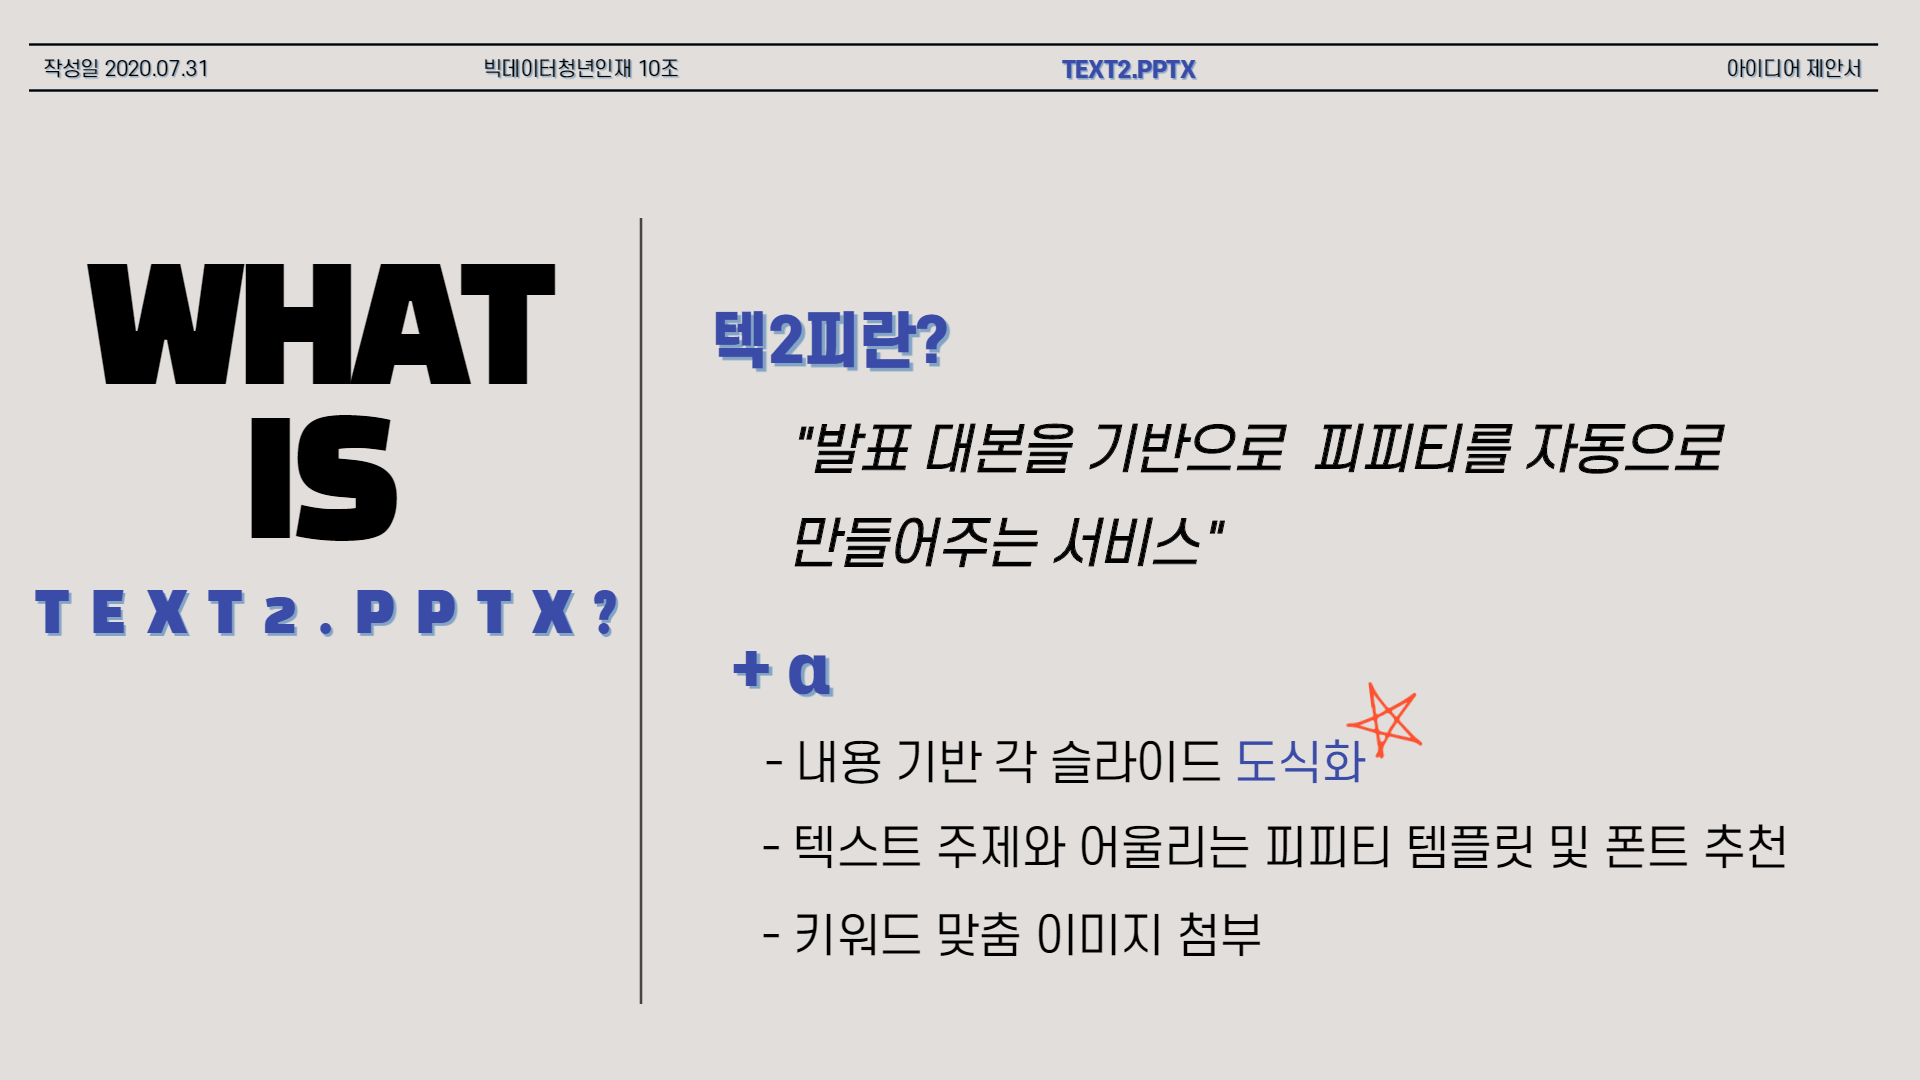 작성일 2020.07.31
빅데이터청년인재 10조
TEXT2.PPTX
아이디어 제안서
WHAT
IS
TEXT2.PPTX?
텍2피란?
"발표 대본을 기반으로 피피티를 자동으로
만들어주는 서비스"
+ α
- 내용 기반 각 슬라이드 도식화
- 텍스트 주제와 어울리는 피피티 템플릿 및 폰트 추천
- 키워드 맞춤 이미지 첨부